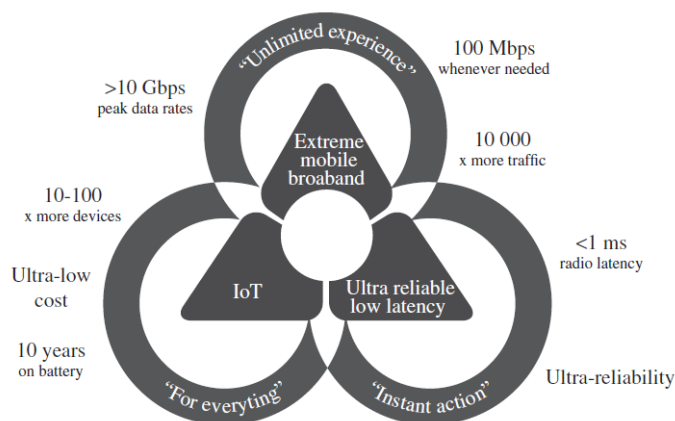 “Unlimited experience”
100 Mbps
whenever needed
>10 Gbps
peak data rates
Extreme
mobile
broaband
10 000
x more traffic
10-100
x more devices
<1 ms
radio latency
Ultra-low
cost
IoT
Ultra reliable
low latency
10 years
on battery
“For everyting”
“Instant action”
Ultra-reliability